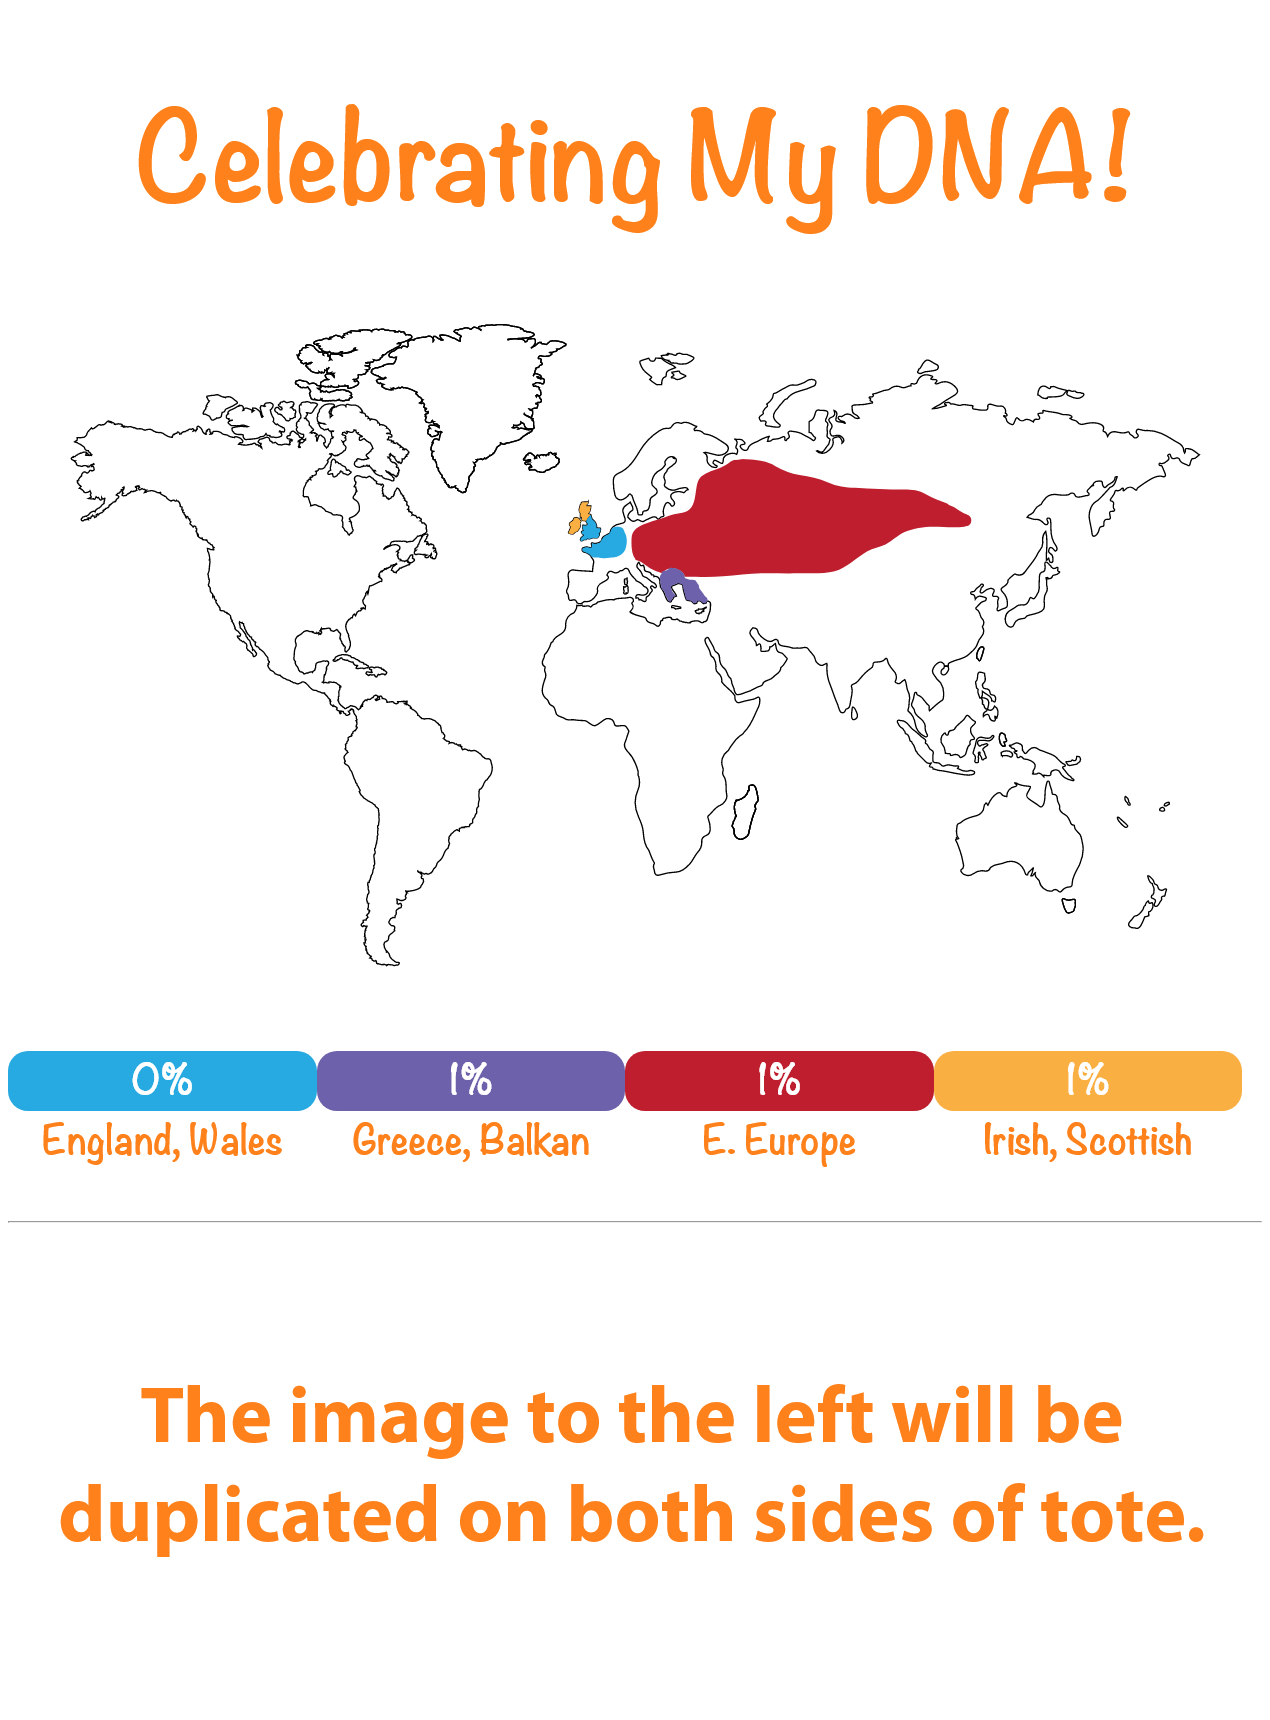 Celebrating My DNA!
0% 1% 1% 1%
England, Wales Greece, Balkan E. Europe Irish, Scottish
The image to the left will be
duplicated on both sides of tote.